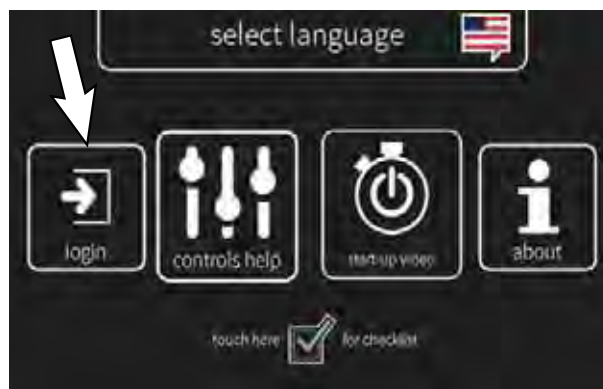 select language
login
controls help
start-up video
about
touch here for checklist